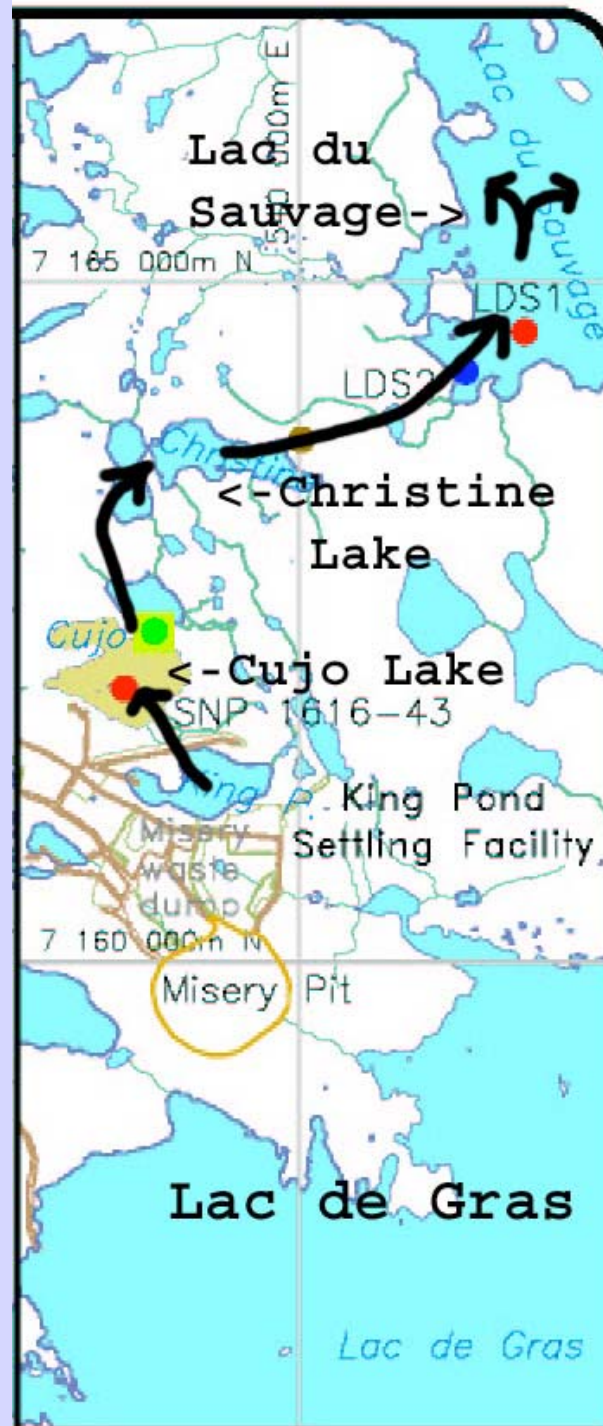 Lac du Sauvage
Lac du
Sauvage->
m E
7 165 000m N
LDS1
LDS2
Christine
<-Christine
Lake
Cujo
<-Cujo Lake
SNP 1616-43
King P.
King Pond
Settling Facility
Misery
waste
dump
7 160 000m N
Misery Pit
Lac de Gras
Lac de Gras